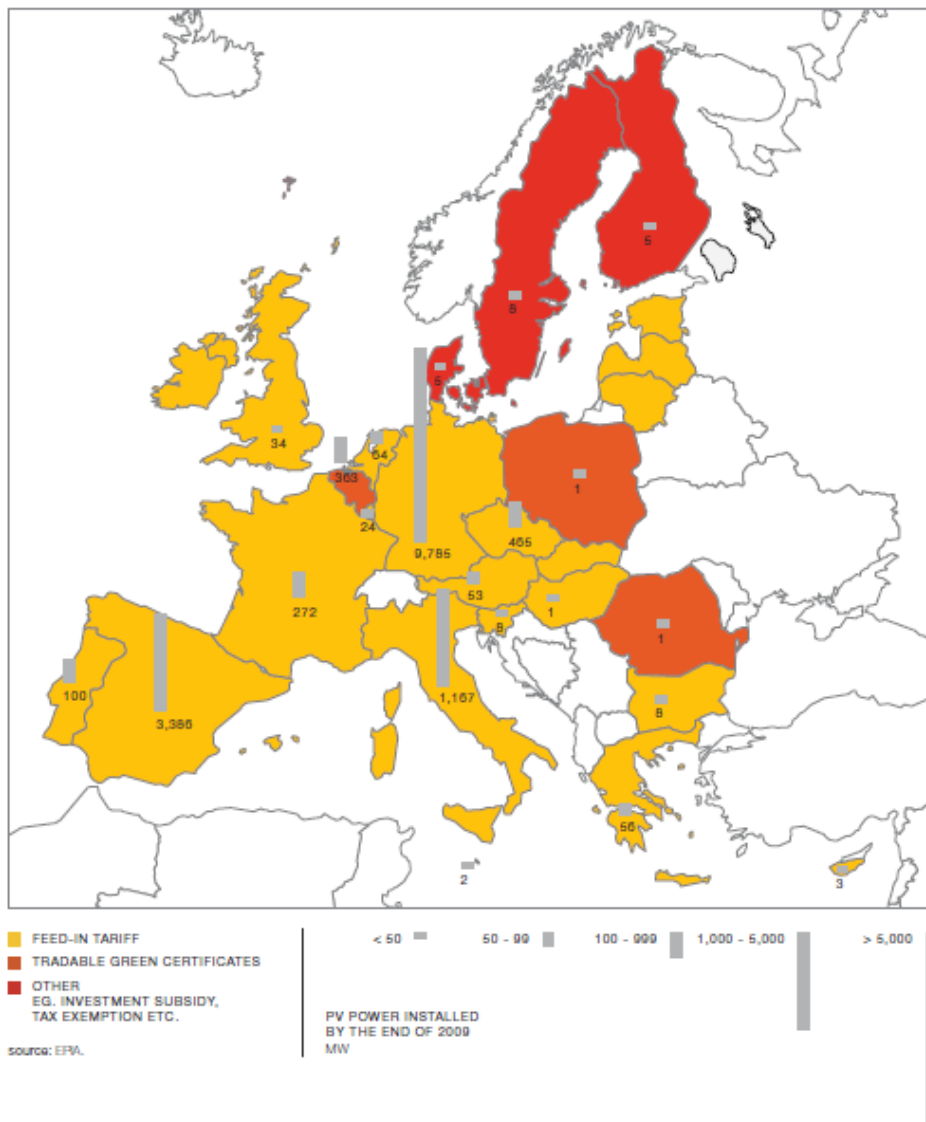 5
8
5
34
64
363
1
24
9,785
465
53
272
1
8
1
100
1,167
8
3,386
56
2
3
FEED-IN TARIFF
TRADABLE GREEN CERTIFICATES
OTHER
EG. INVESTMENT SUBSIDY,
TAX EXEMPTION ETC.
source: EPIA.
< 50
50 - 99
100 - 999
1,000 - 5,000
> 5,000
PV POWER INSTALLED
BY THE END OF 2009
MW